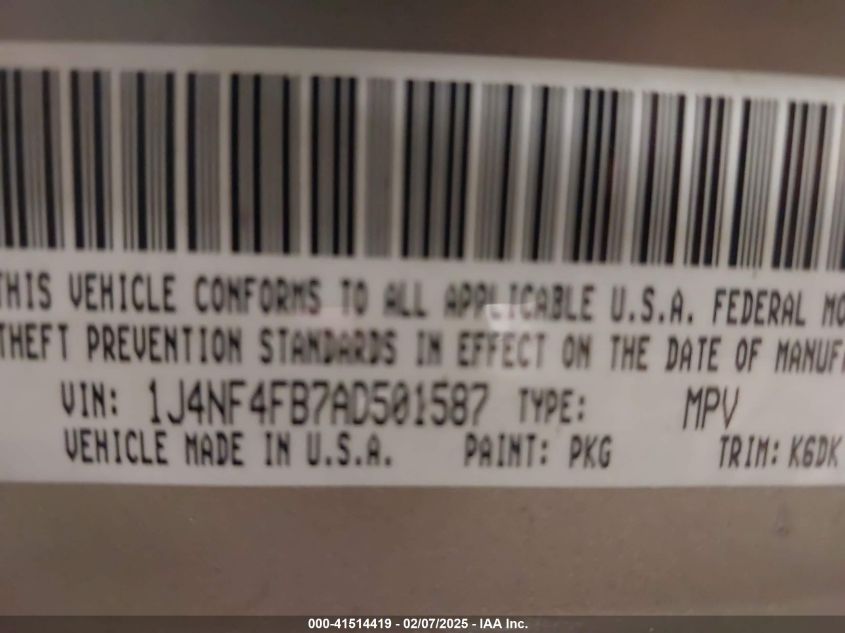 THIS VEHICLE CONFORMS TO ALL APPLICABLE U.S.A. FEDERAL MO
THEFT PREVENTION STANDARDS IN EFFECT ON THE DATE OF MANUFA
VIN: 1J4NF4FB7AD501587 TYPE: MPV
VEHICLE MADE IN U.S.A. PAINT: PKG TRIM: K6DK
000-41514419 - 02/07/2025 - IAA Inc.